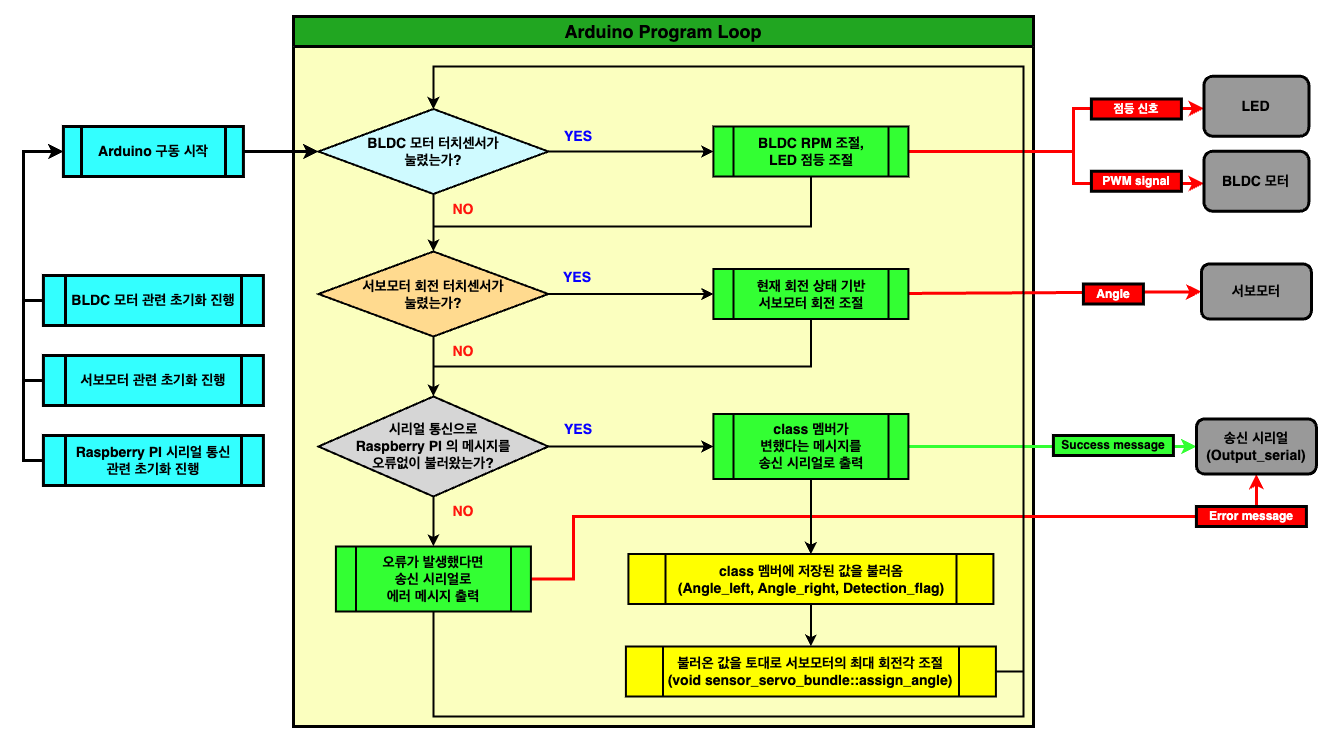 Arduino Program Loop
Arduino 구동 시작
BLDC 모터 관련 초기화 진행
서보모터 관련 초기화 진행
Raspberry PI 시리얼 통신
관련 초기화 진행
BLDC 모터 터치센서가
눌렸는가?
YES
NO
BLDC RPM 조절,
LED 점등 조절
점등 신호
LED
PWM signal
BLDC 모터
서보모터 회전 터치센서가
눌렸는가?
YES
NO
현재 회전 상태 기반
서보모터 회전 조절
Angle
서보모터
시리얼 통신으로
Raspberry PI 의 메시지를
오류없이 불러왔는가?
YES
NO
class 멤버가
변했다는 메시지를
송신 시리얼로 출력
Success message
송신 시리얼
(Output_serial)
Error message
오류가 발생했다면
송신 시리얼로
에러 메시지 출력
class 멤버에 저장된 값을 불러옴
(Angle_left, Angle_right, Detection_flag)
불러온 값을 토대로 서보모터의 최대 회전각 조절
(void sensor_servo_bundle::assign_angle)